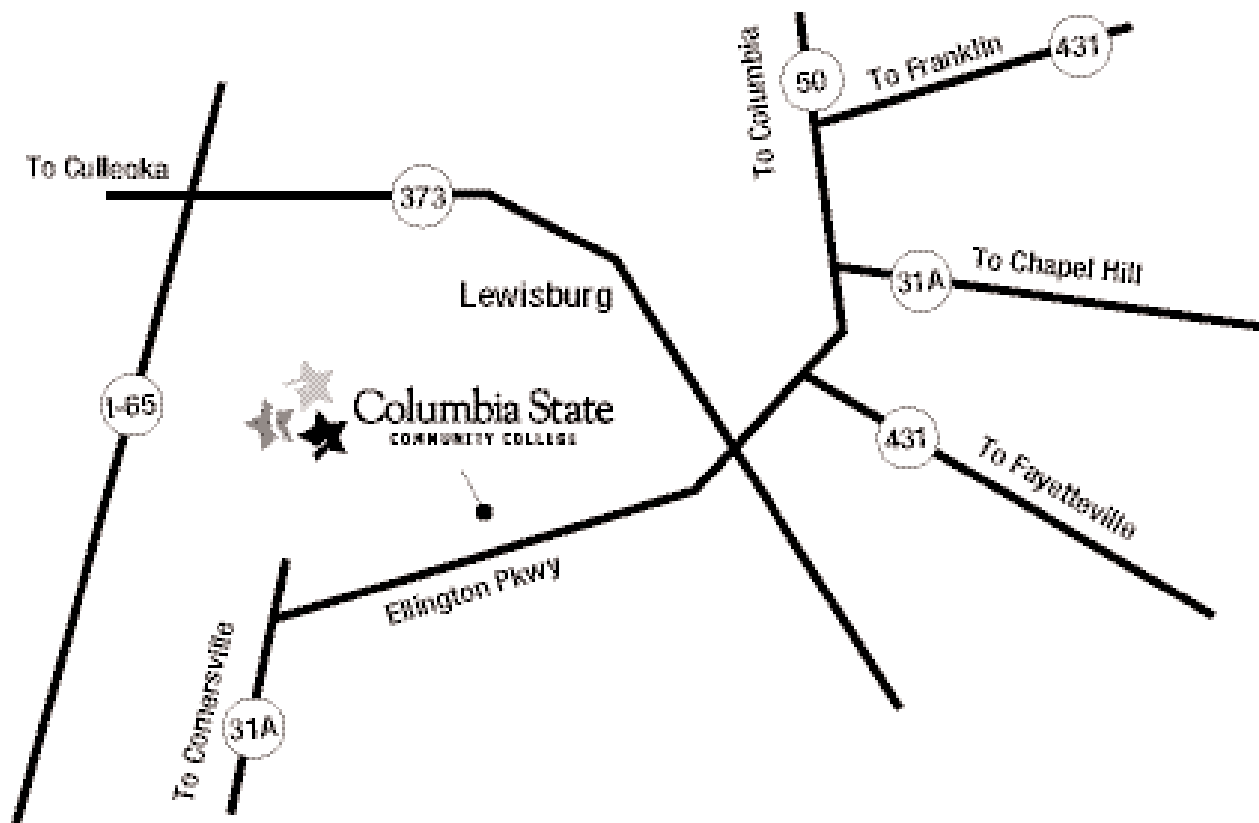 To Columbia
50
To Franklin
431
To Culleoka
373
To Chapel Hill
31A
Lewisburg
I-65
Columbia State
COMMUNITY COLLEGE
431
To Fayetteville
Ellington Pkwy
To Cornersville
31A